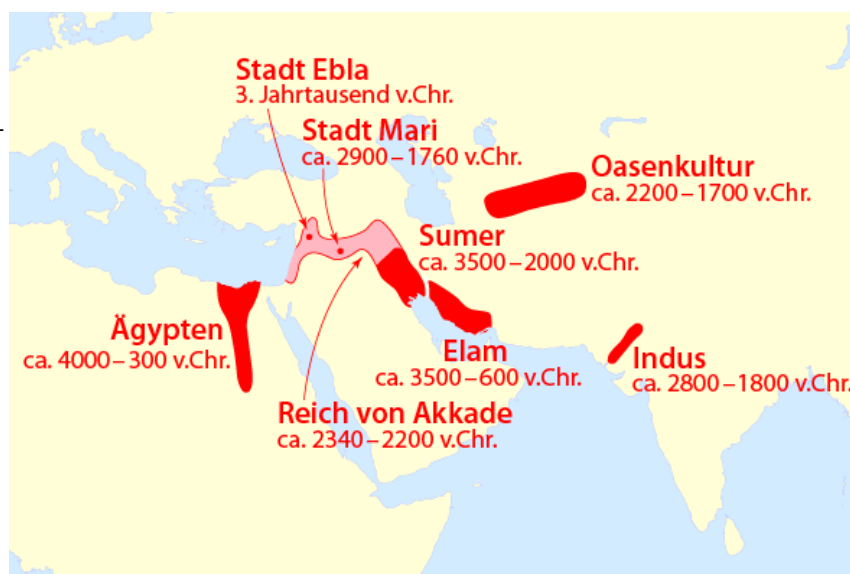 Stadt Ebla
3. Jahrtausend v.Chr.
Stadt Mari
ca. 2900–1760 v.Chr.
Oasenkultur
ca. 2200–1700 v.Chr.
Sumer
ca. 3500–2000 v.Chr.
Ägypten
ca. 4000–300 v.Chr.
Elam
ca. 3500–600 v.Chr.
Indus
ca. 2800–1800 v.Chr.
Reich von Akkade
ca. 2340–2200 v.Chr.